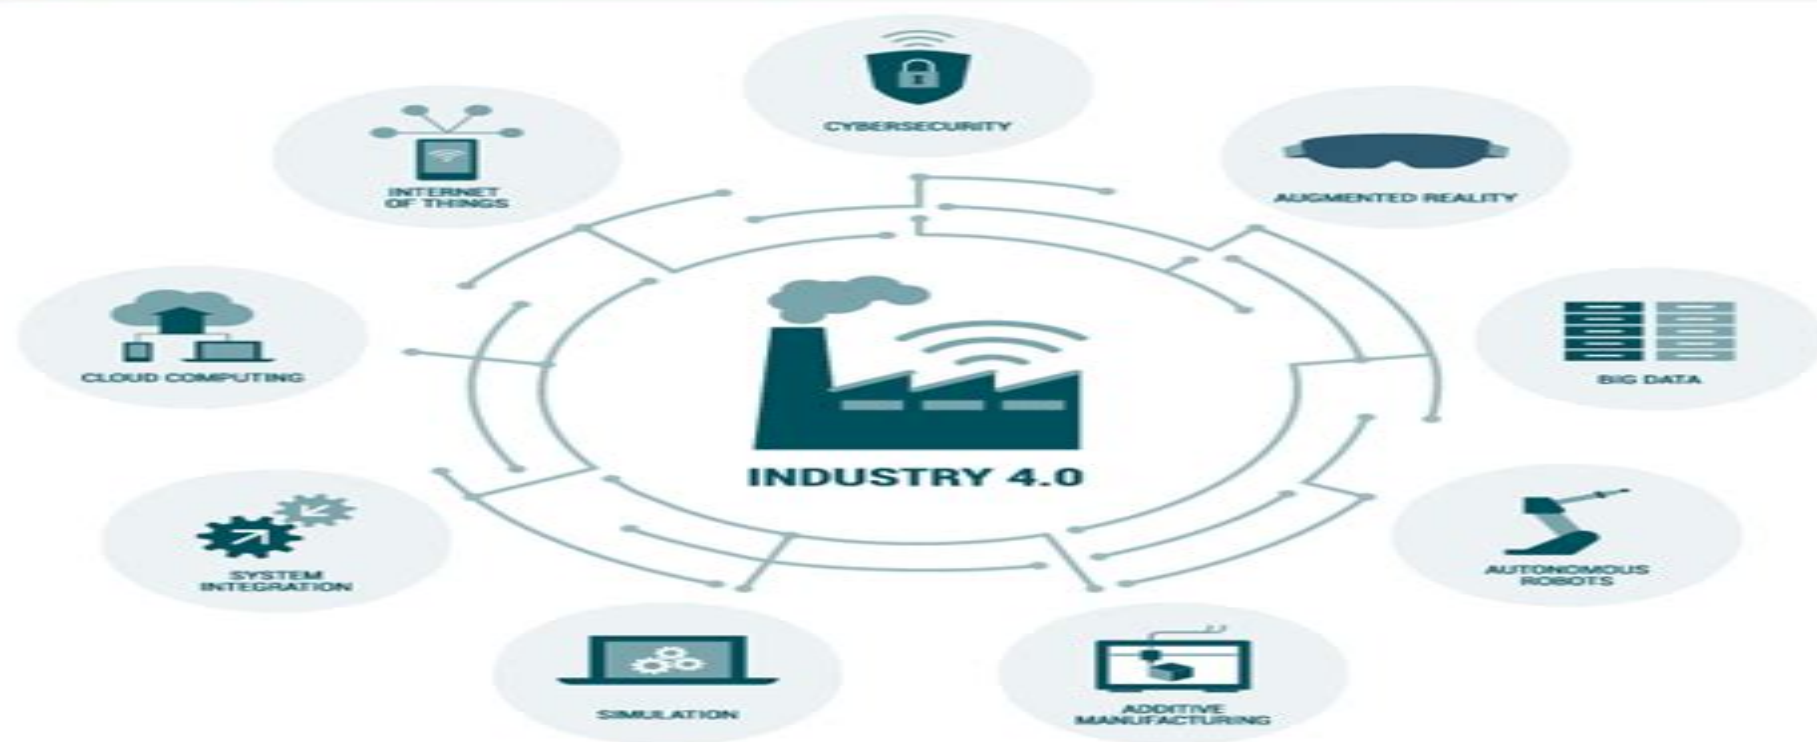 CYBERSECURITY
INTERNET
OF THINGS
AUGMENTED REALITY
CLOUD COMPUTING
BIG DATA
INDUSTRY 4.0
SYSTEM
INTEGRATION
AUTONOMOUS
ROBOTS
SIMULATION
ADDITIVE
MANUFACTURING